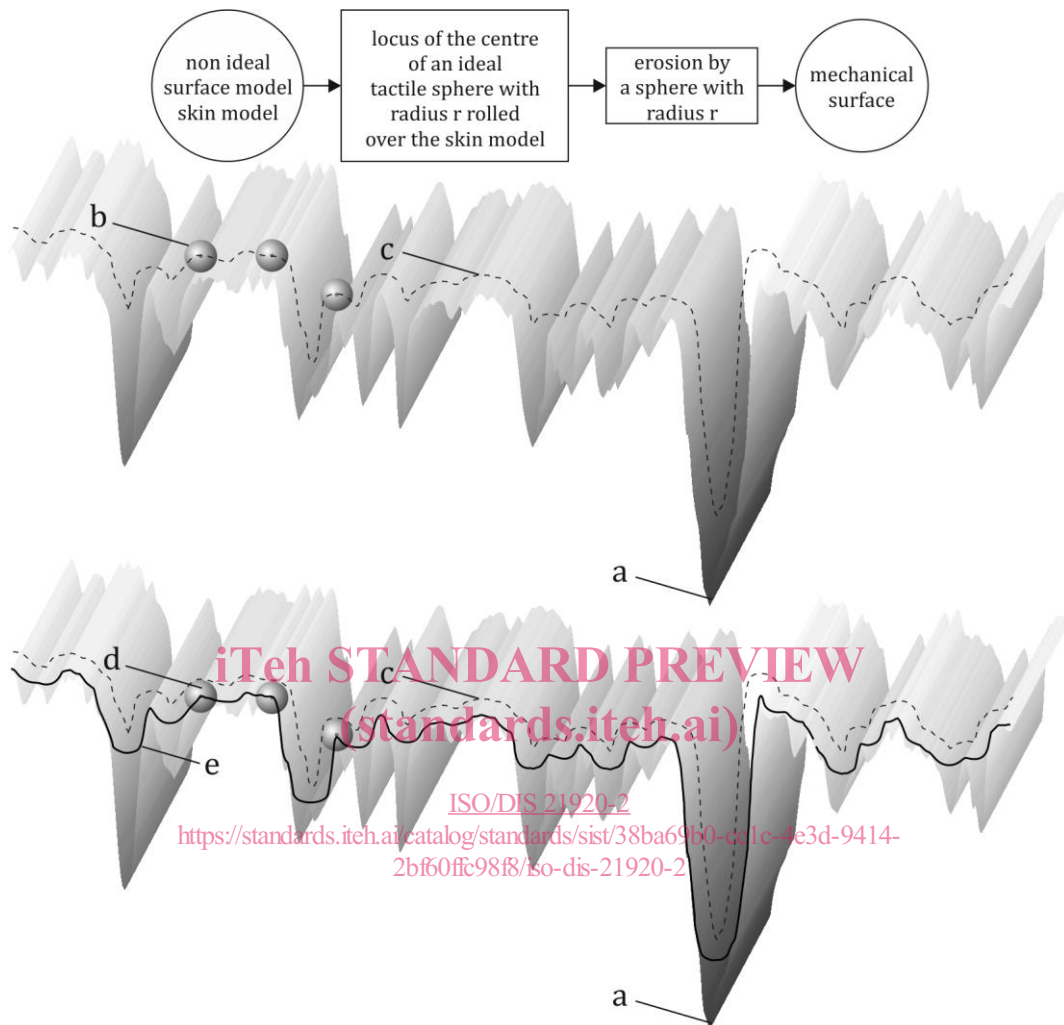 non ideal
surface model
skin model
locus of the centre
of an ideal
tactile sphere with
radius r rolled
over the skin model
erosion by
a sphere with
radius r
mechanical
surface
b
c
a
d
c
e
iTeh STANDARD PREVIEW
(standards.iteh.ai)
ISO/DIS 21920-2
https://standards.iteh.ai/catalog/standards/sist/38ba69b0-cc1c-4e3d-9414-
2bf60ffc98f8/iso-dis-21920-2
a